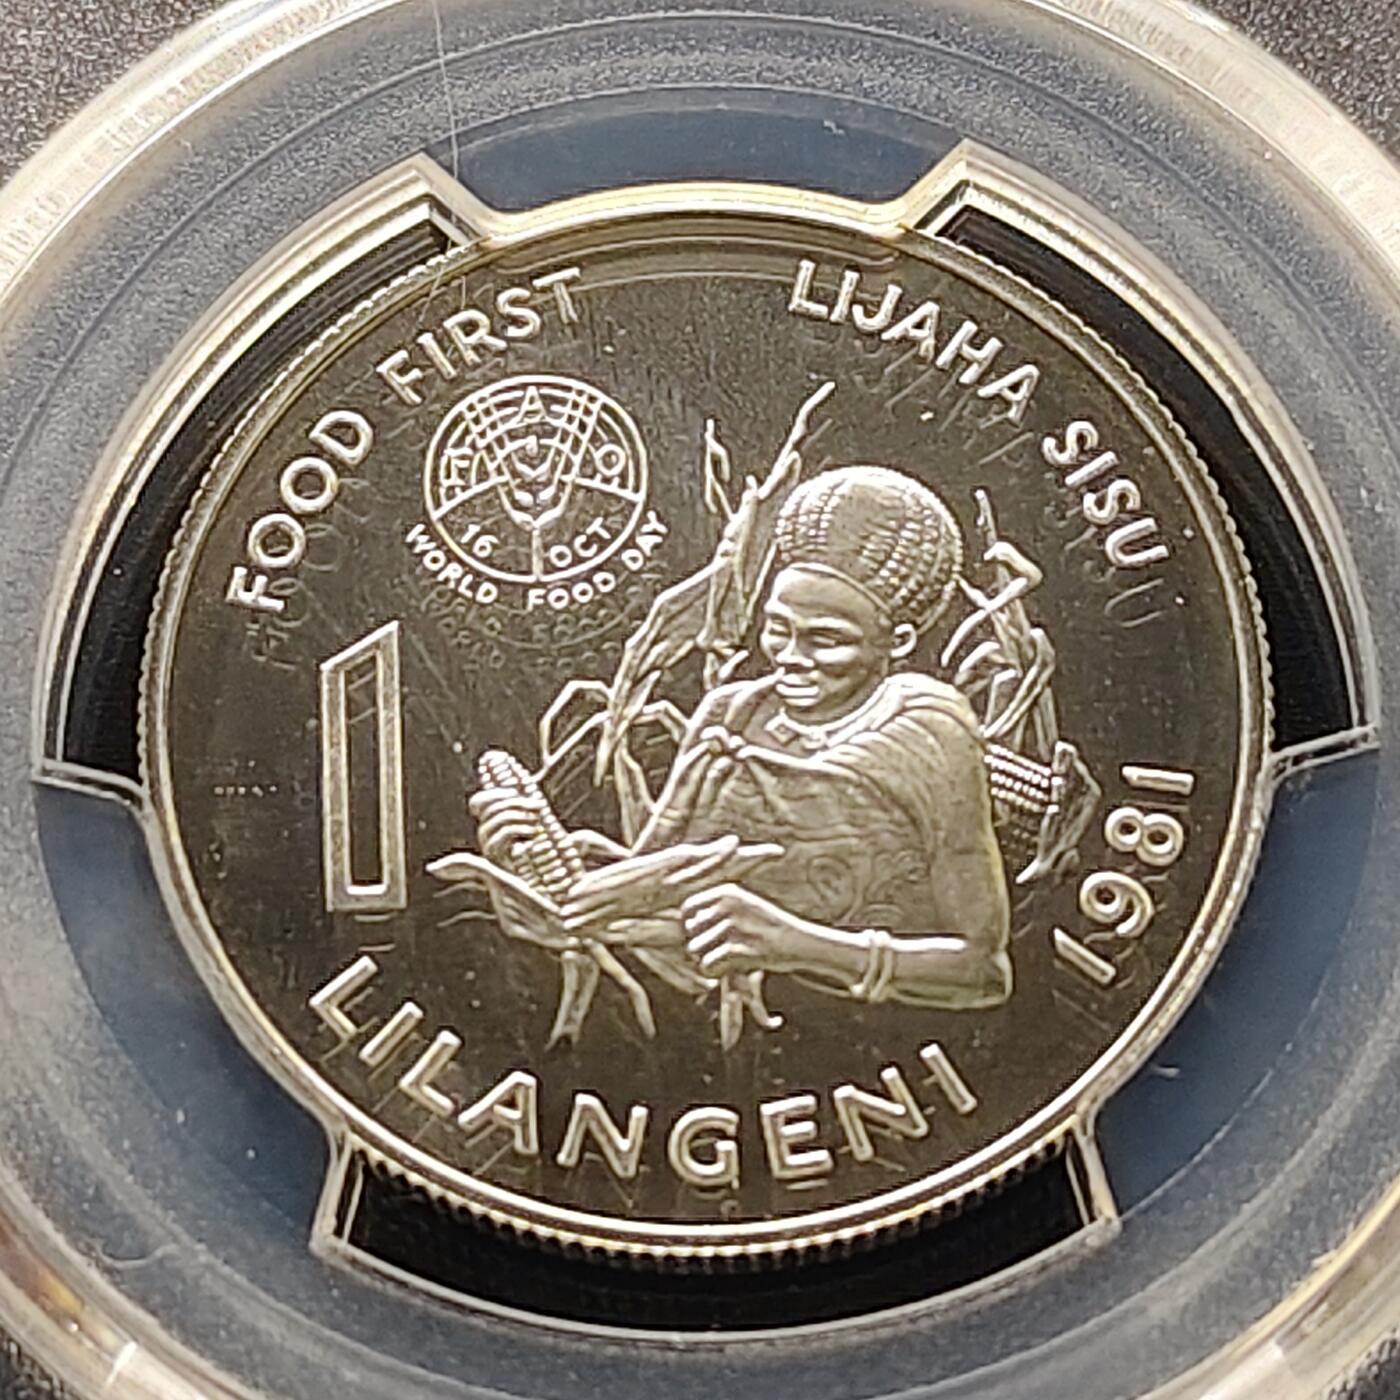 FOOD FIRST
LIJAHA SISU
F A O
16 OCT
WORLD FOOD DAY
1
1981
LILANGENI